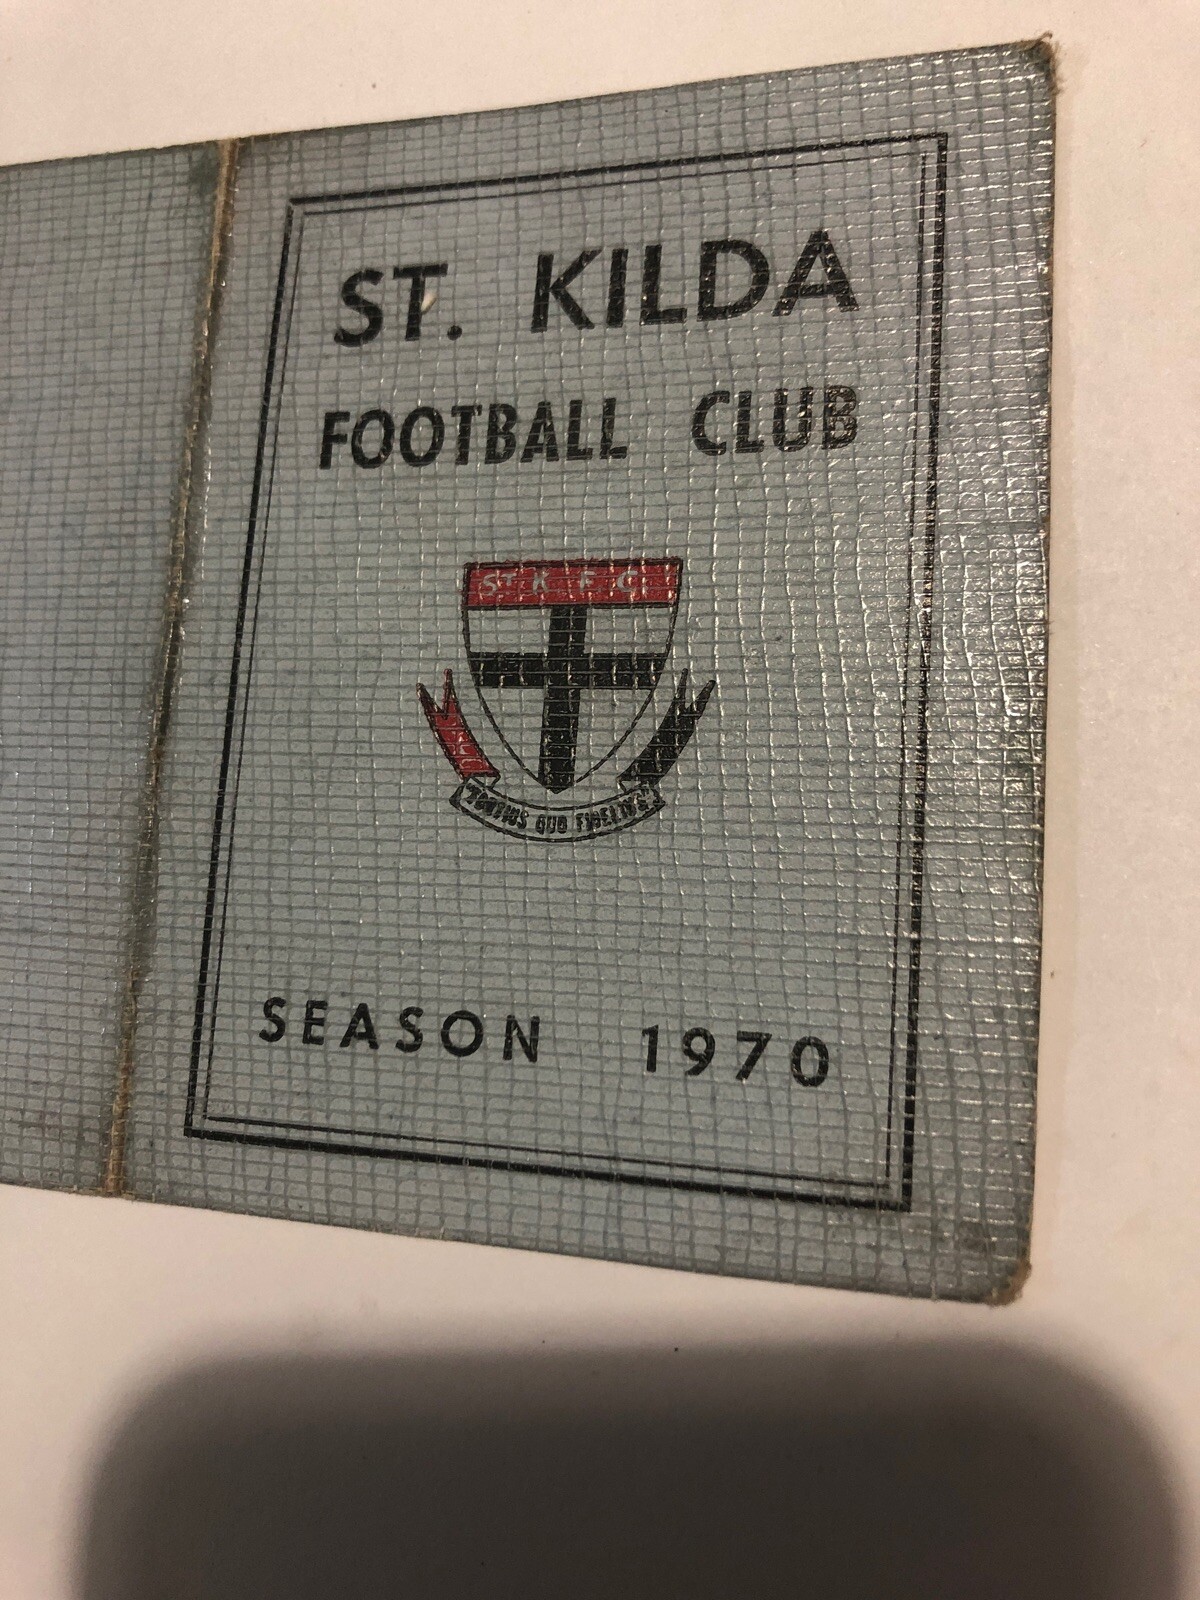 ST. KILDA
FOOTBALL CLUB
ST K F C
FORTIUS QUO FIDELIUS
SEASON 1970